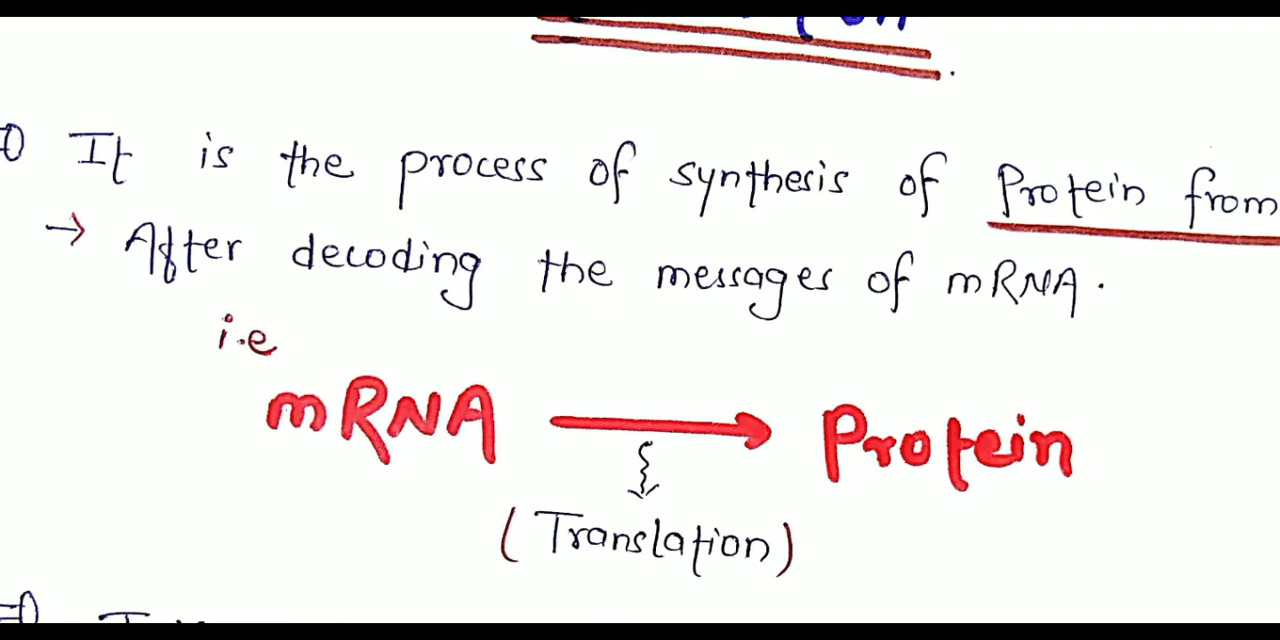 ⇒ It is the process of synthesis of Protein from
→ After decoding the messages of mRNA.
i.e
mRNA → Protein
(Translation)